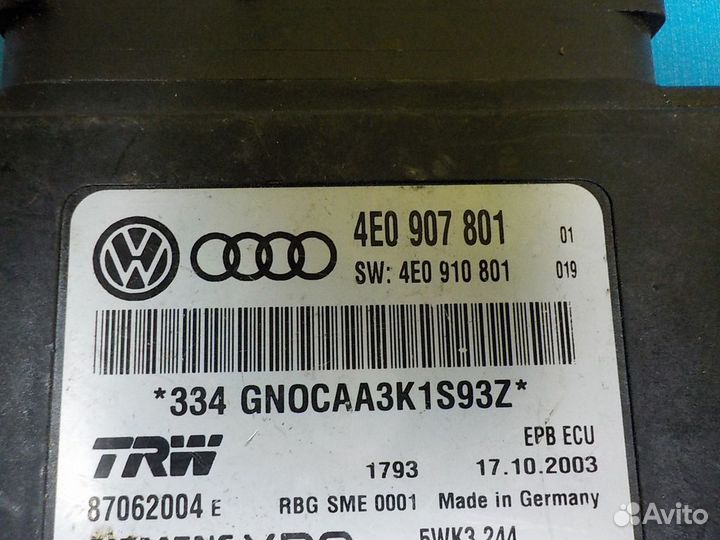 4E0 907 801 01
SW: 4E0 910 801 019
*334 GN0CAA3K1S93Z*
TRW EPB ECU
1793 17.10.2003
87062004 E RBG SME 0001 Made in Germany
5WK3 244
Avito